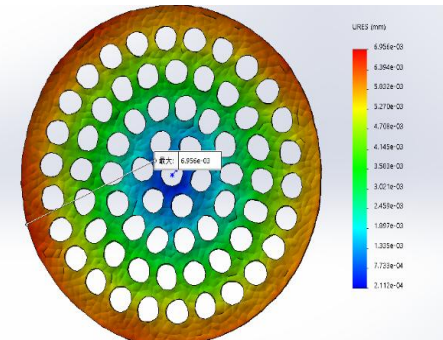 URES (mm)
6.956e-03
6.394e-03
5.832e-03
5.270e-03
4.708e-03
4.145e-03
3.583e-03
3.021e-03
2.459e-03
1.897e-03
1.335e-03
7.733e-04
2.112e-04
最大: 6.956e-03